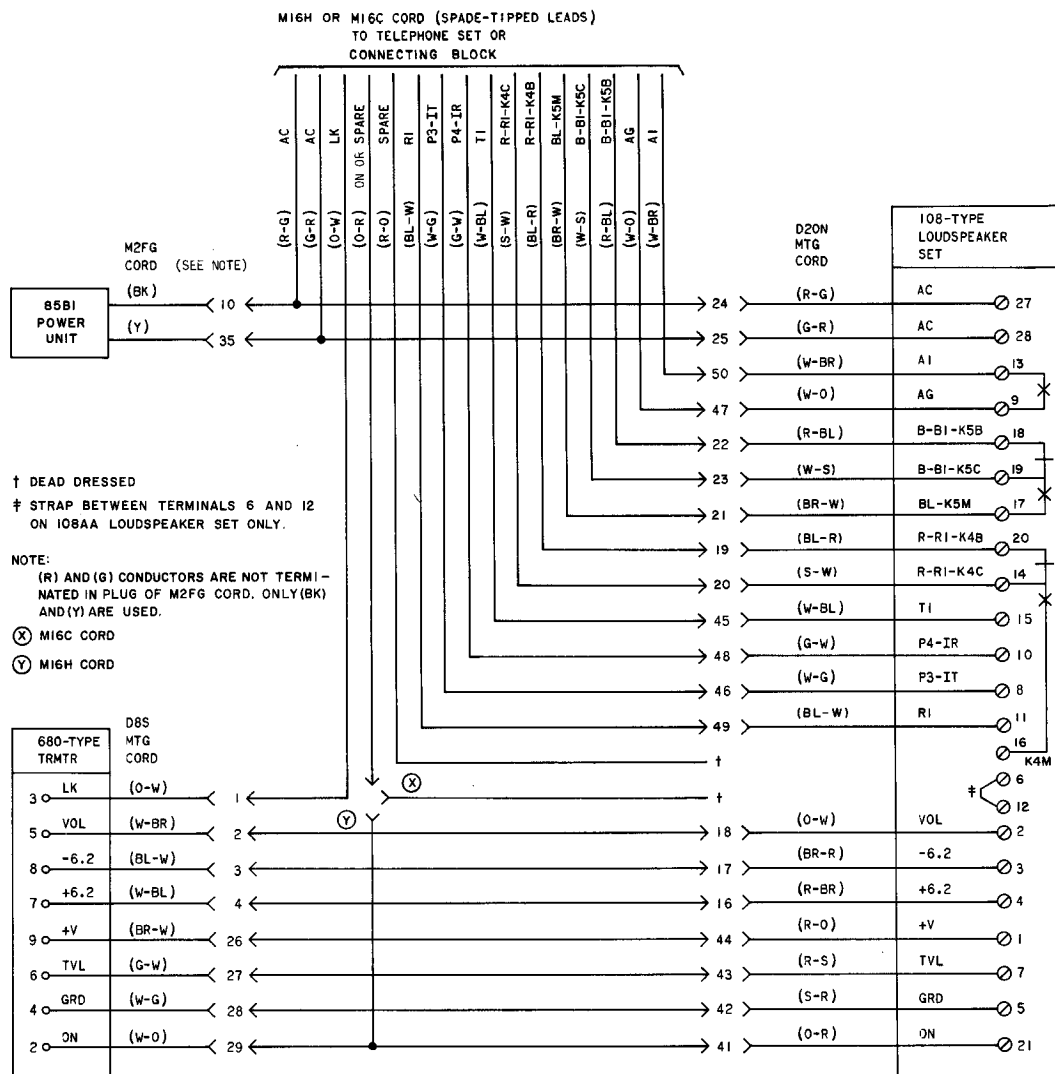 M16H OR M16C CORD (SPADE-TIPPED LEADS)
TO TELEPHONE SET OR
CONNECTING BLOCK
AC
AC
LK
ON OR SPARE
SPARE
R1
P3-1T
P4-1R
T1
R-R1-K4C
R-R1-K4B
BL-K5M
B-B1-K5C
B-B1-K5B
AG
A1
(R-G)
(G-R)
(O-W)
(O-R)
(R-O)
(BL-W)
(W-G)
(G-W)
(W-BL)
(S-W)
(BL-R)
(BR-W)
(W-S)
(R-BL)
(W-O)
(W-BR)
M2FG
CORD (SEE NOTE)
D20N
MTG
CORD
108-TYPE
LOUDSPEAKER
SET
85B1
POWER
UNIT
(BK) 10 24 (R-G) AC 27
(Y) 35 25 (G-R) AC 28
50 (W-BR) A1 13
47 (W-O) AG 9
22 (R-BL) B-B1-K5B 18
23 (W-S) B-B1-K5C 19
21 (BR-W) BL-K5M 17
19 (BL-R) R-R1-K4B 20
20 (S-W) R-R1-K4C 14
45 (W-BL) T1 15
48 (G-W) P4-1R 10
46 (W-G) P3-1T 8
49 (BL-W) R1 11
† 16
K4M
† DEAD DRESSED
‡ STRAP BETWEEN TERMINALS 6 AND 12
ON 108AA LOUDSPEAKER SET ONLY.
NOTE:
(R) AND (G) CONDUCTORS ARE NOT TERMI-
NATED IN PLUG OF M2FG CORD. ONLY (BK)
AND (Y) ARE USED.
X M16C CORD
Y M16H CORD
680-TYPE
TRMTR
D8S
MTG
CORD
X
Y
3 LK (O-W) 1 † ‡ 6
12
5 VOL (W-BR) 2 18 (O-W) VOL 2
8 -6.2 (BL-W) 3 17 (BR-R) -6.2 3
7 +6.2 (W-BL) 4 16 (R-BR) +6.2 4
9 +V (BR-W) 26 44 (R-O) +V 1
6 TVL (G-W) 27 43 (R-S) TVL 7
4 GRD (W-G) 28 42 (S-R) GRD 5
2 ON (W-O) 29 41 (O-R) ON 21